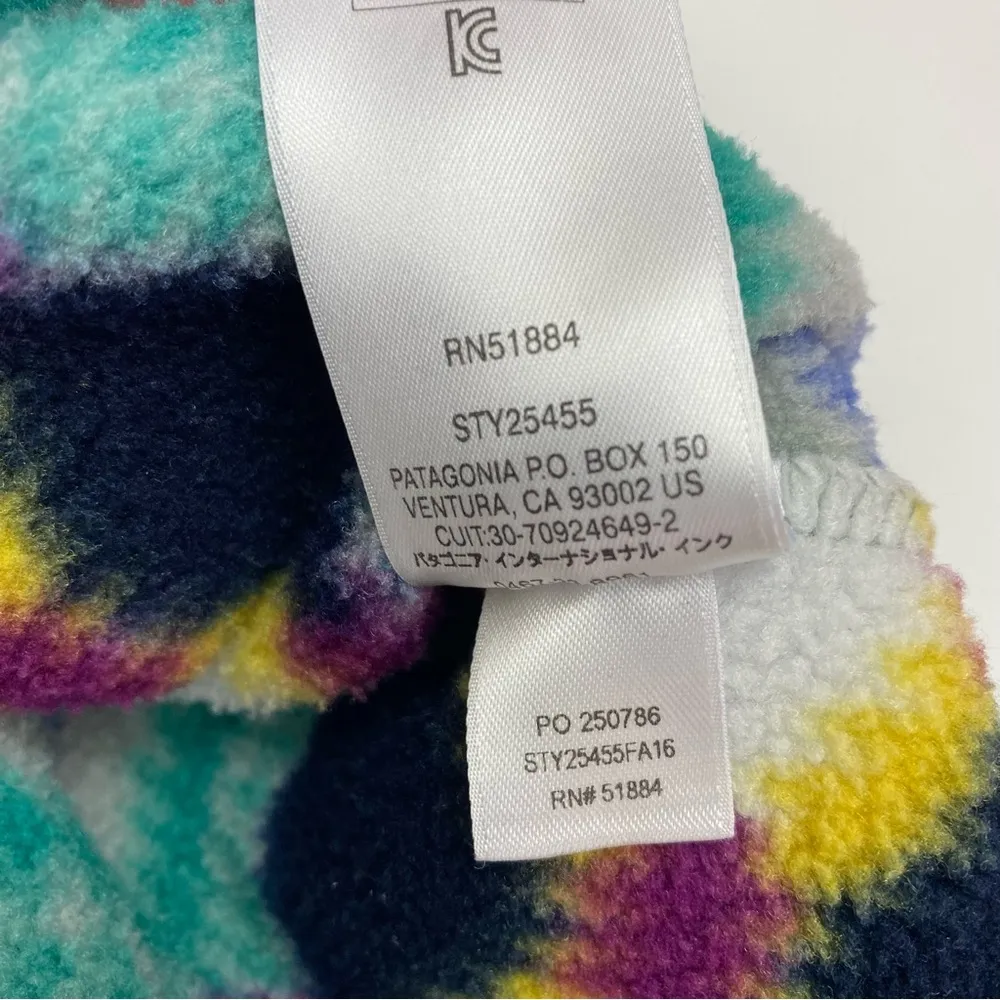 KC
RN51884
STY25455
PATAGONIA P.O. BOX 150
VENTURA, CA 93002 US
CUIT:30-70924649-2
パタゴニア・インターナショナル・インク
PO 250786
STY25455FA16
RN# 51884